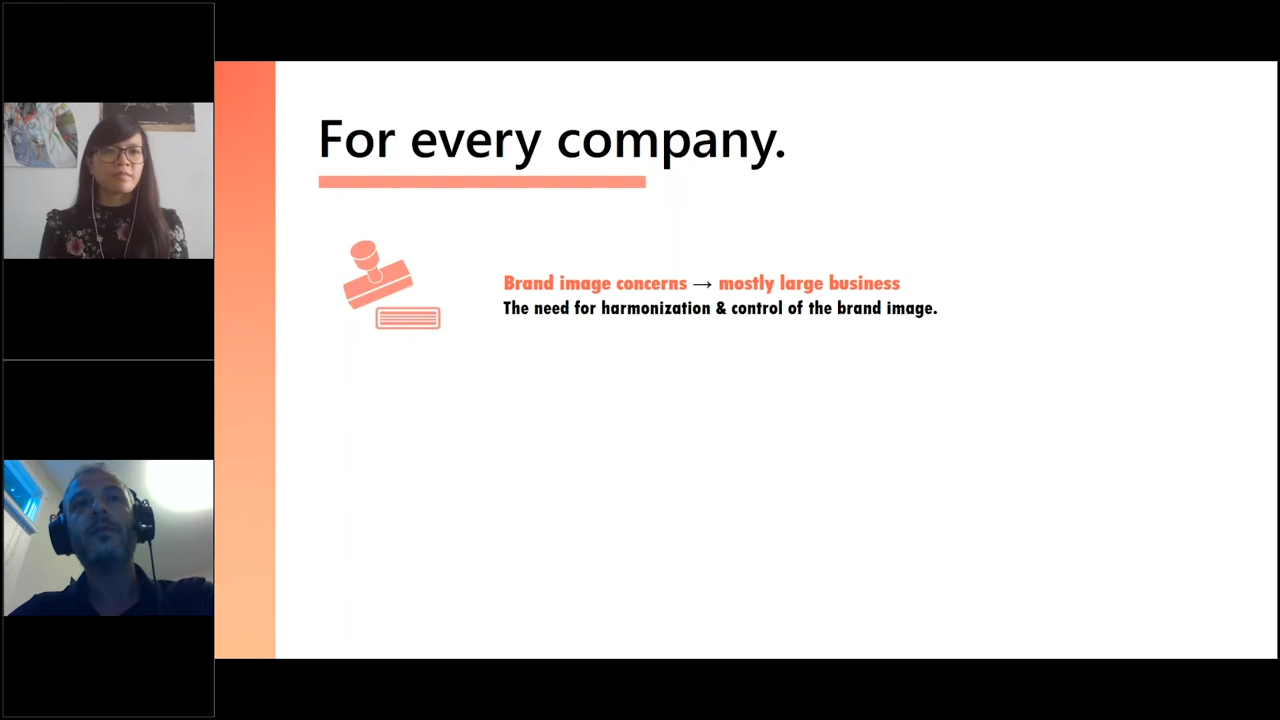 For every company.
Brand image concerns → mostly large business
The need for harmonization & control of the brand image.